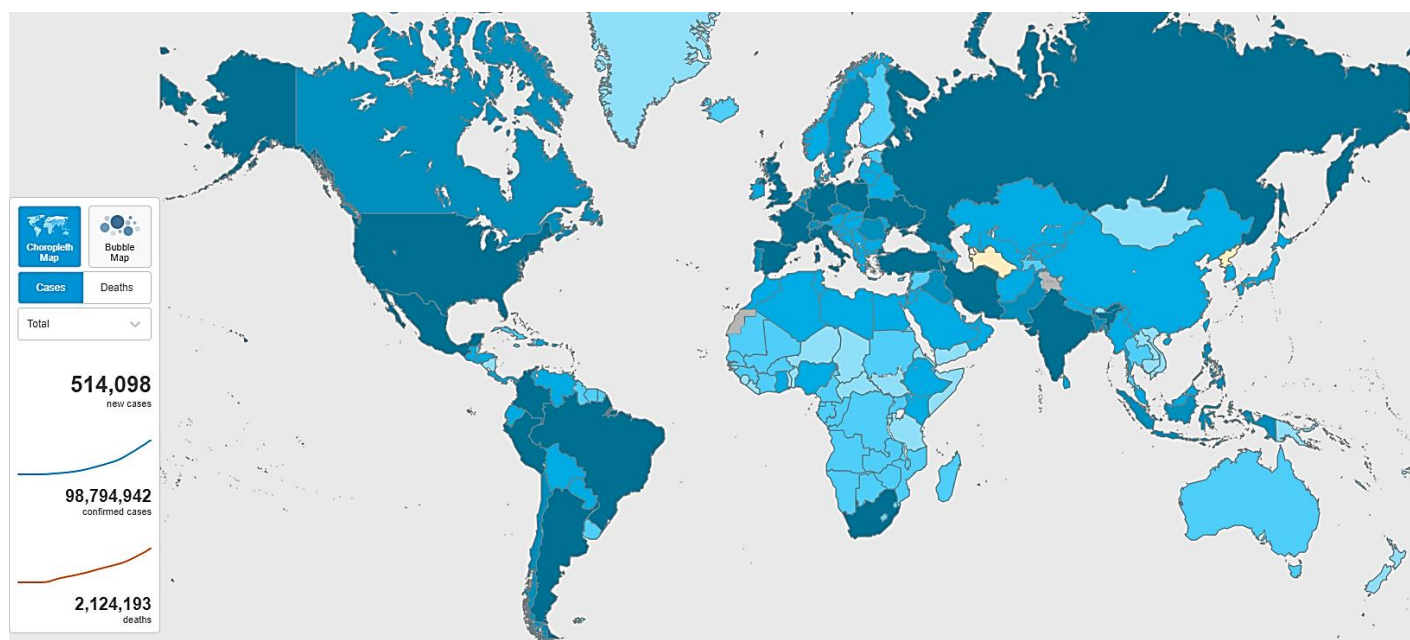 Choropleth
Map
Bubble
Map
Cases
Deaths
Total
514,098
new cases
98,794,942
confirmed cases
2,124,193
deaths